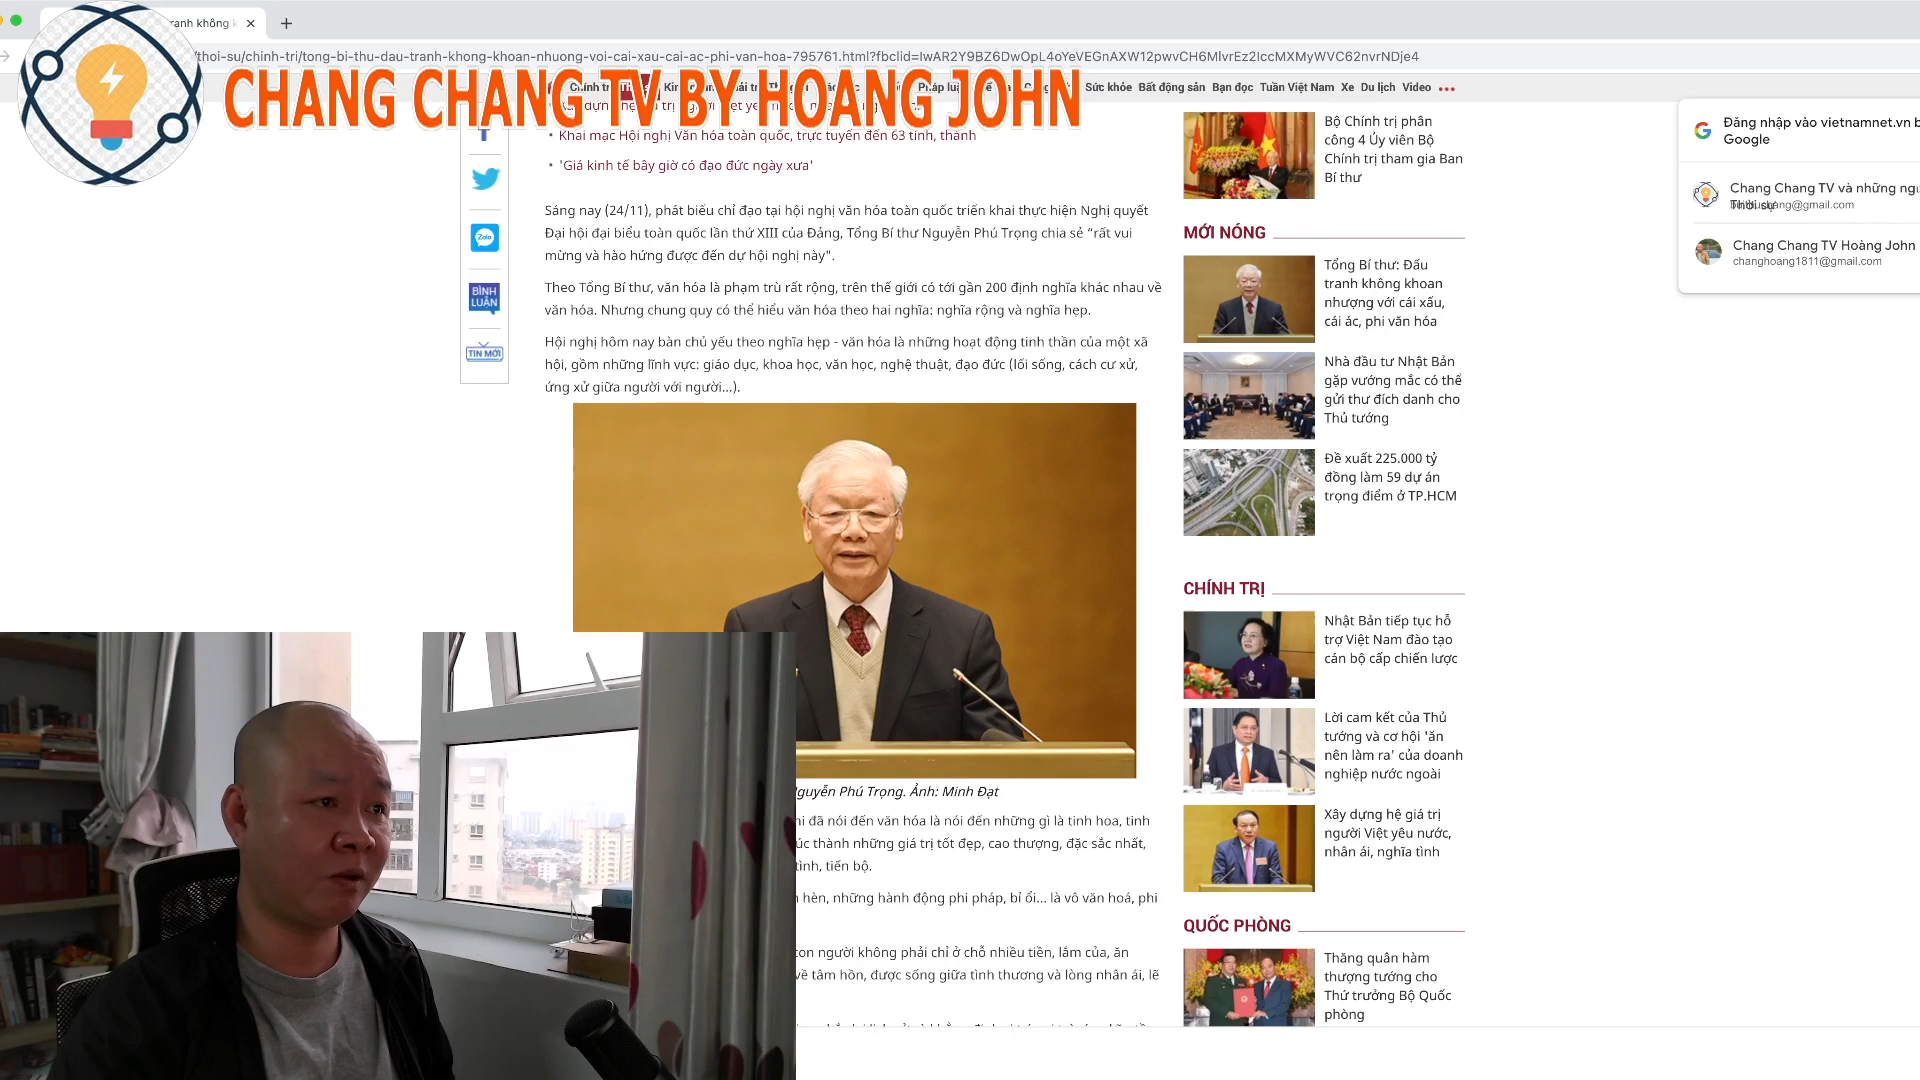 ranh không k
thoi-su/chinh-tri/tong-bi-thu-dau-tranh-khong-khoan-nhuong-voi-cai-xau-cai-ac-phi-van-hoa-795761.html?fbclid=IwAR2Y9BZ6DwOpL4oYeVEGnAXW12pwvCH6MlvrEz2IccMXMyWVC62nvrNDje4
CHANG CHANG TV BY HOANG JOHN
Sức khỏe Bất động sản Bạn đọc Tuần Việt Nam Xe Du lịch Video
Khai mạc Hội nghị Văn hóa toàn quốc, trực tuyến đến 63 tỉnh, thành
'Giá kinh tế bây giờ có đạo đức ngày xưa'
Zalo
BÌNH
LUẬN
TIN MỚI
Sáng nay (24/11), phát biểu chỉ đạo tại hội nghị văn hóa toàn quốc triển khai thực hiện Nghị quyết
Đại hội đại biểu toàn quốc lần thứ XIII của Đảng, Tổng Bí thư Nguyễn Phú Trọng chia sẻ “rất vui
mừng và hào hứng được đến dự hội nghị này".
Theo Tổng Bí thư, văn hóa là phạm trù rất rộng, trên thế giới có tới gần 200 định nghĩa khác nhau về
văn hóa. Nhưng chung quy có thể hiểu văn hóa theo hai nghĩa: nghĩa rộng và nghĩa hẹp.
Hội nghị hôm nay bàn chủ yếu theo nghĩa hẹp - văn hóa là những hoạt động tinh thần của một xã
hội, gồm những lĩnh vực: giáo dục, khoa học, văn học, nghệ thuật, đạo đức (lối sống, cách cư xử,
ứng xử giữa người với người...).
guyễn Phú Trọng. Ảnh: Minh Đạt
hi đã nói đến văn hóa là nói đến những gì là tinh hoa, tinh
úc thành những giá trị tốt đẹp, cao thượng, đặc sắc nhất,
tình, tiến bộ.
n hèn, những hành động phi pháp, bỉ ổi... là vô văn hoá, phi
con người không phải chỉ ở chỗ nhiều tiền, lắm của, ăn
về tâm hồn, được sống giữa tình thương và lòng nhân ái, lẽ
Bộ Chính trị phân
công 4 Ủy viên Bộ
Chính trị tham gia Ban
Bí thư
MỚI NÓNG
Tổng Bí thư: Đấu
tranh không khoan
nhượng với cái xấu,
cái ác, phi văn hóa
Nhà đầu tư Nhật Bản
gặp vướng mắc có thể
gửi thư đích danh cho
Thủ tướng
Đề xuất 225.000 tỷ
đồng làm 59 dự án
trọng điểm ở TP.HCM
CHÍNH TRỊ
Nhật Bản tiếp tục hỗ
trợ Việt Nam đào tạo
cán bộ cấp chiến lược
Lời cam kết của Thủ
tướng và cơ hội 'ăn
nên làm ra' của doanh
nghiệp nước ngoài
Xây dựng hệ giá trị
người Việt yêu nước,
nhân ái, nghĩa tình
QUỐC PHÒNG
Thăng quân hàm
thượng tướng cho
Thứ trưởng Bộ Quốc
phòng
Đăng nhập vào vietnamnet.vn b
Google
Chang Chang TV và những ngư
Chang Chang TV Hoàng John
changhoang1811@gmail.com